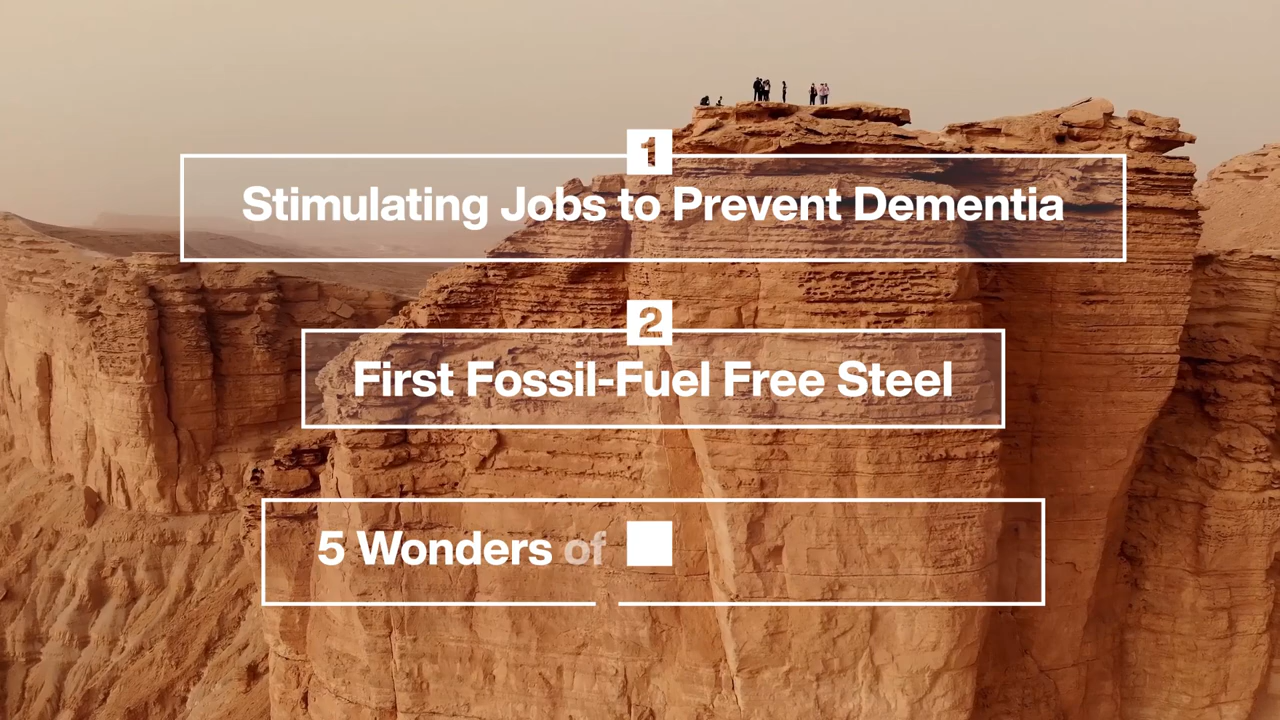 1
Stimulating Jobs to Prevent Dementia
2
First Fossil-Fuel Free Steel
5 Wonders of